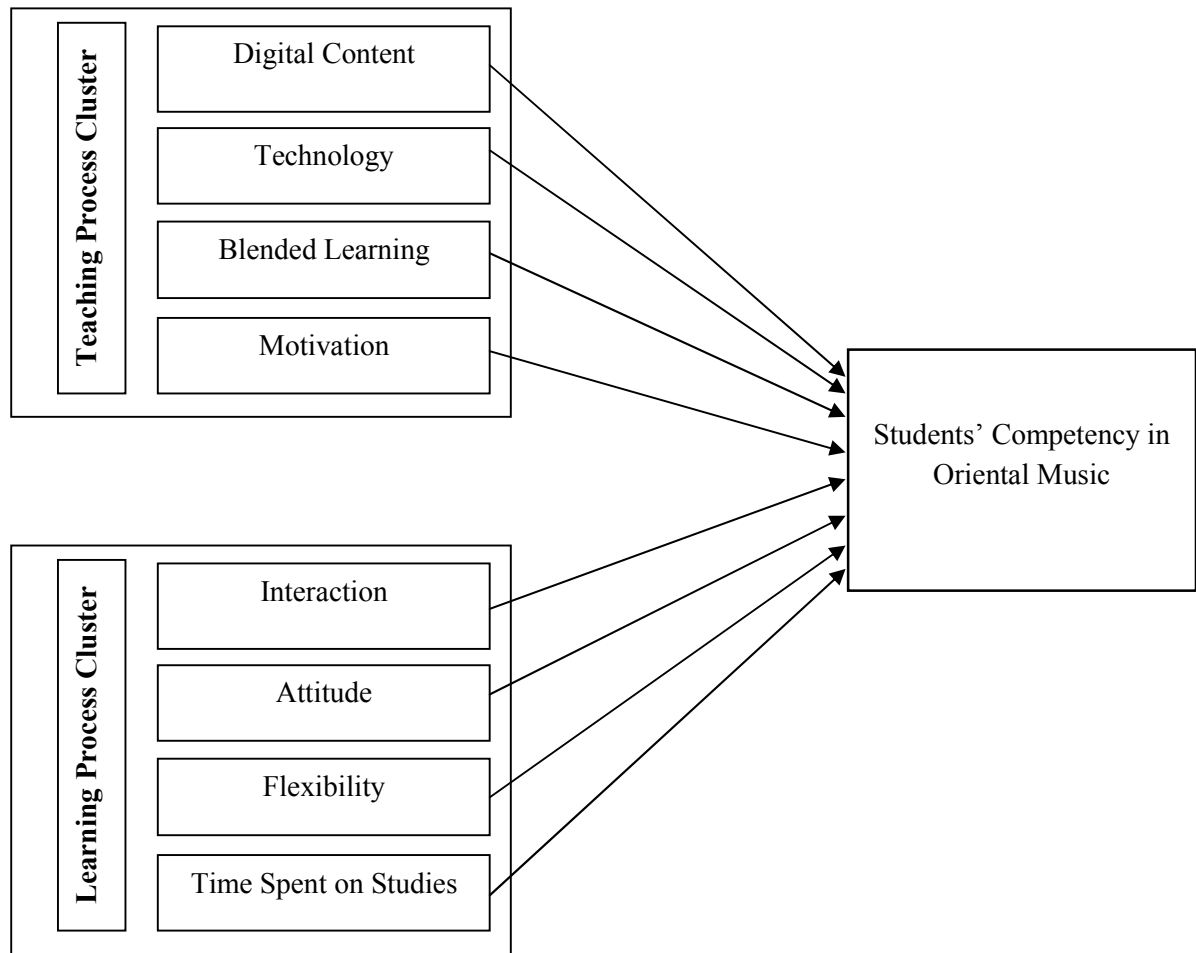 Teaching Process Cluster
Digital Content
Technology
Blended Learning
Motivation
Students’ Competency in
Oriental Music
Learning Process Cluster
Interaction
Attitude
Flexibility
Time Spent on Studies